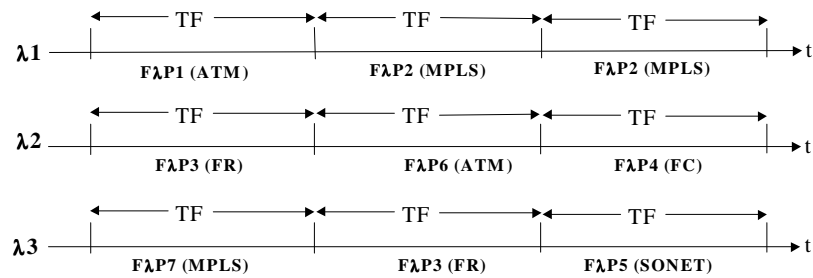 TF TF TF
λ1 t
FλP1 (ATM) FλP2 (MPLS) FλP2 (MPLS)
TF TF TF
λ2 t
FλP3 (FR) FλP6 (ATM) FλP4 (FC)
TF TF TF
λ3 t
FλP7 (MPLS) FλP3 (FR) FλP5 (SONET)